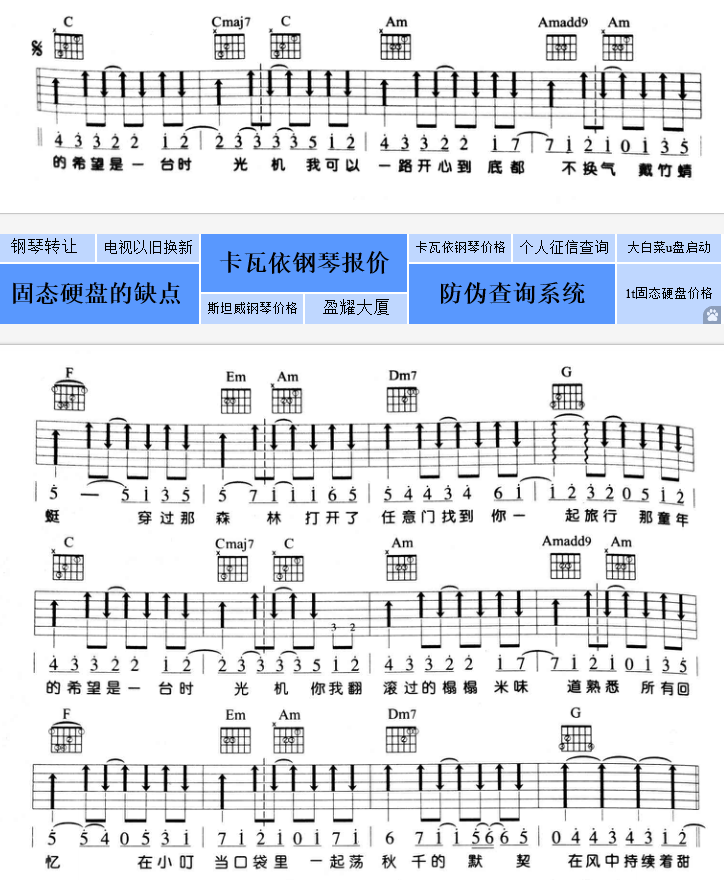 C Cmaj7 C Am Amadd9 Am
4 3 3 2 2 1 2 2 3 3 3 3 5 1 2 4 3 3 2 2 1 7 7 1 2 1 0 1 3 5
的希望是一台时 光 机 我可以 一路开心到 底都 不换气 戴竹蜻
钢琴转让 电视以旧换新 卡瓦依钢琴报价 卡瓦依钢琴价格 个人征信查询 大白菜u盘启动
固态硬盘的缺点 斯坦威钢琴价格 盈耀大厦 防伪查询系统 1t固态硬盘价格
F Em Am Dm7 G
5 — 5 1 3 5 5 7 1 1 1 6 5 5 4 4 3 4 6 1 1 2 3 2 0 5 1 2
蜓 穿过那 森 林 打开了 任意门找到 你一 起旅行 那童年
C Cmaj7 C Am Amadd9 Am
3 2
4 3 3 2 2 1 2 2 3 3 3 3 5 1 2 4 3 3 2 2 1 7 7 1 2 1 0 1 3 5
的希望是一台时 光 机 你我翻 滚过的榻榻 米味 道熟悉 所有回
F Em Am Dm7 G
5 5 4 0 5 3 1 7 1 2 1 0 1 7 1 6 7 1 1 5 6 6 5 0 4 4 3 4 3 1 2
忆 在小叮 当口袋里 一起荡 秋 千的 默 契 在风中持续着甜